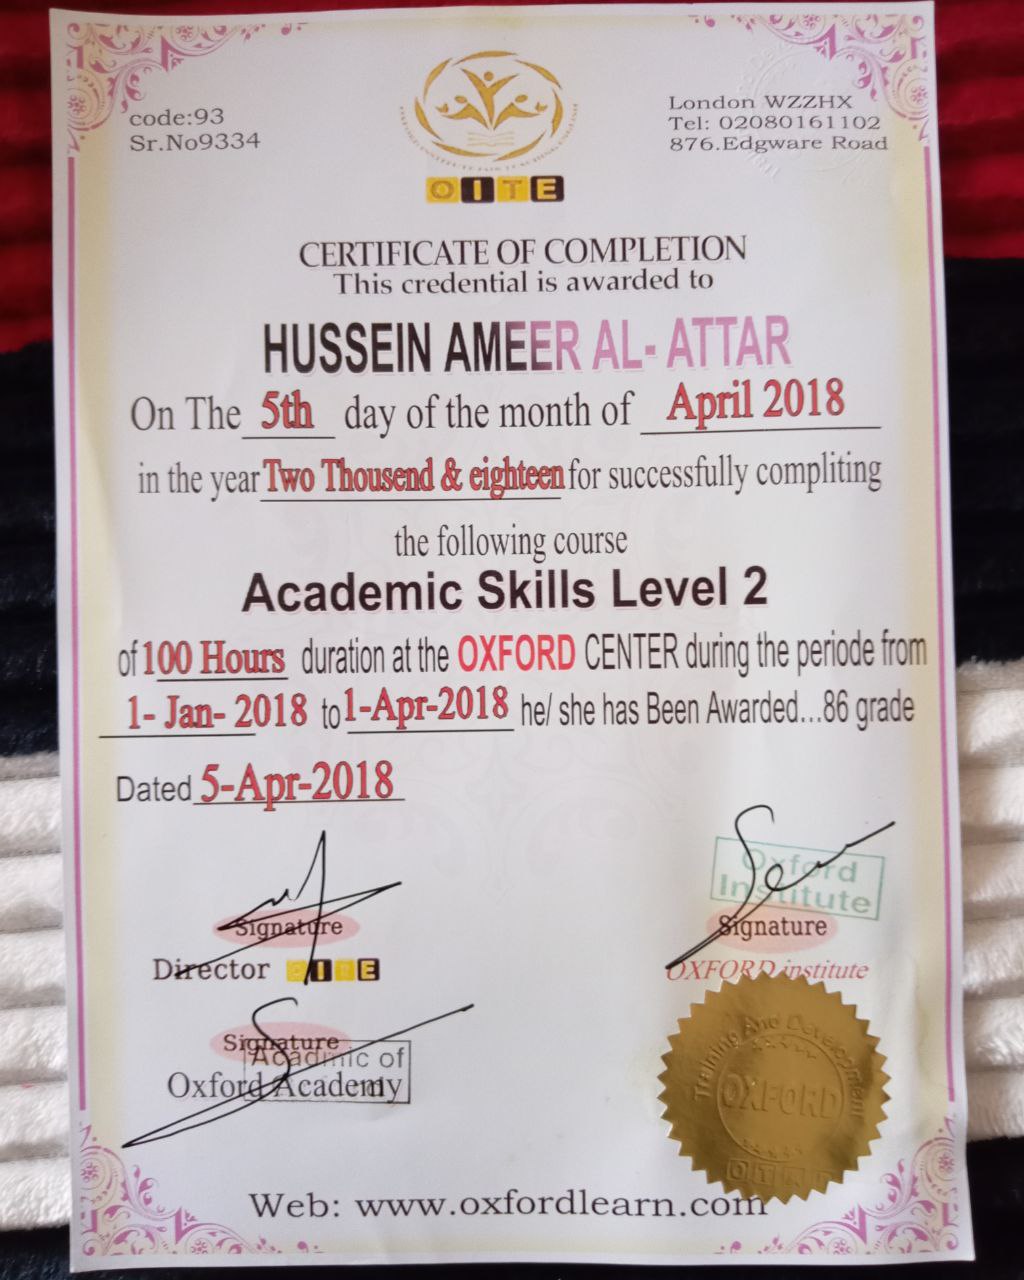 code:93
Sr.No9334
London WZZHX
Tel: 02080161102
876.Edgware Road
OITE
CERTIFICATE OF COMPLETION
This credential is awarded to
HUSSEIN AMEER AL- ATTAR
On The 5th day of the month of April 2018
in the year Two Thousend & eighteen for successfully compliting
the following course
Academic Skills Level 2
of 100 Hours duration at the OXFORD CENTER during the periode from
1- Jan- 2018 to 1-Apr-2018 he/ she has Been Awarded...86 grade
Dated 5-Apr-2018
Signature
Director OITE
Oxford
Institute
Signature
OXFORD institute
Signature
Acadmic of
Oxford Academy
Training And Development
OXFORD
Web: www.oxfordlearn.com